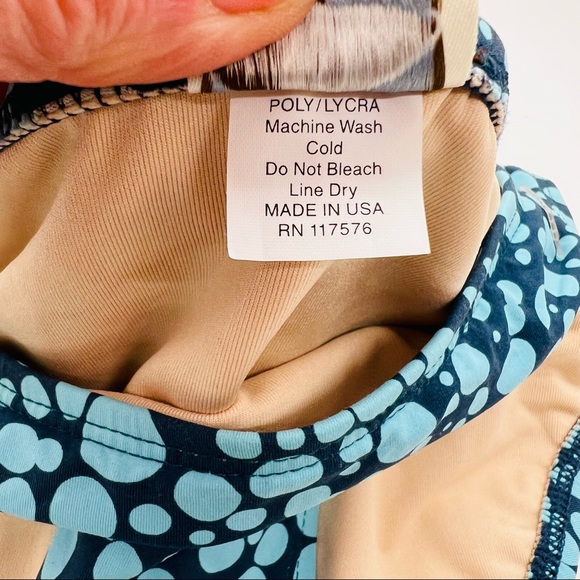 POLY/LYCRA
Machine Wash
Cold
Do Not Bleach
Line Dry
MADE IN USA
RN 117576